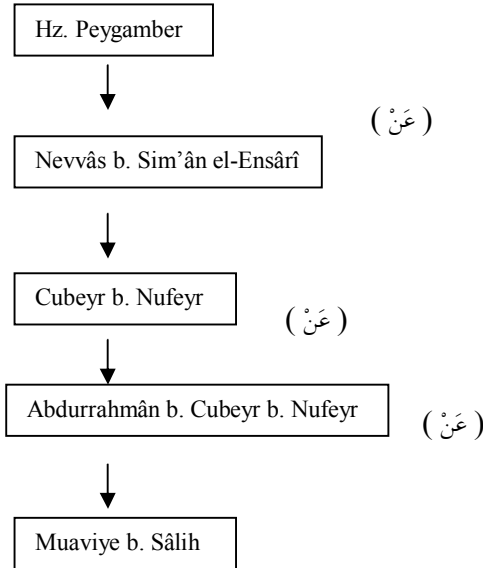 Hz. Peygamber
( عَنْ )
Nevvâs b. Sim’ân el-Ensârî
Cubeyr b. Nufeyr
( عَنْ )
Abdurrahmân b. Cubeyr b. Nufeyr
( عَنْ )
Muaviye b. Sâlih